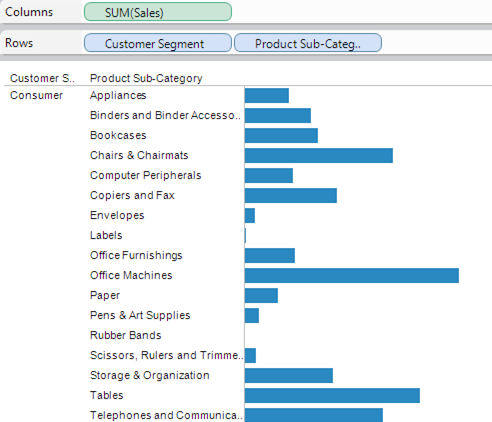 Columns SUM(Sales)
Rows Customer Segment Product Sub-Categ..
Customer S.. Product Sub-Category
Consumer Appliances
Binders and Binder Accesso..
Bookcases
Chairs & Chairmats
Computer Peripherals
Copiers and Fax
Envelopes
Labels
Office Furnishings
Office Machines
Paper
Pens & Art Supplies
Rubber Bands
Scissors, Rulers and Trimme..
Storage & Organization
Tables
Telephones and Communica..